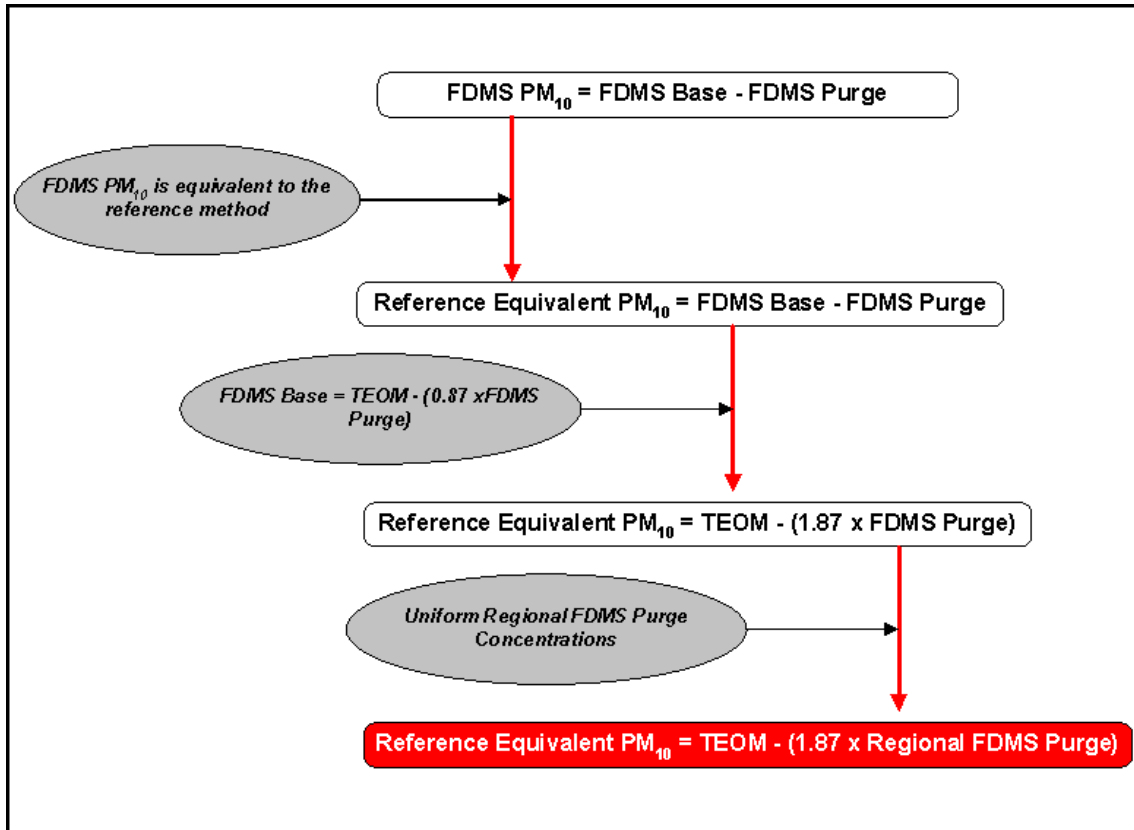 FDMS PM10 = FDMS Base - FDMS Purge
FDMS PM10 is equivalent to the
reference method
Reference Equivalent PM10 = FDMS Base - FDMS Purge
FDMS Base = TEOM - (0.87 xFDMS
Purge)
Reference Equivalent PM10 = TEOM - (1.87 x FDMS Purge)
Uniform Regional FDMS Purge
Concentrations
Reference Equivalent PM10 = TEOM - (1.87 x Regional FDMS Purge)